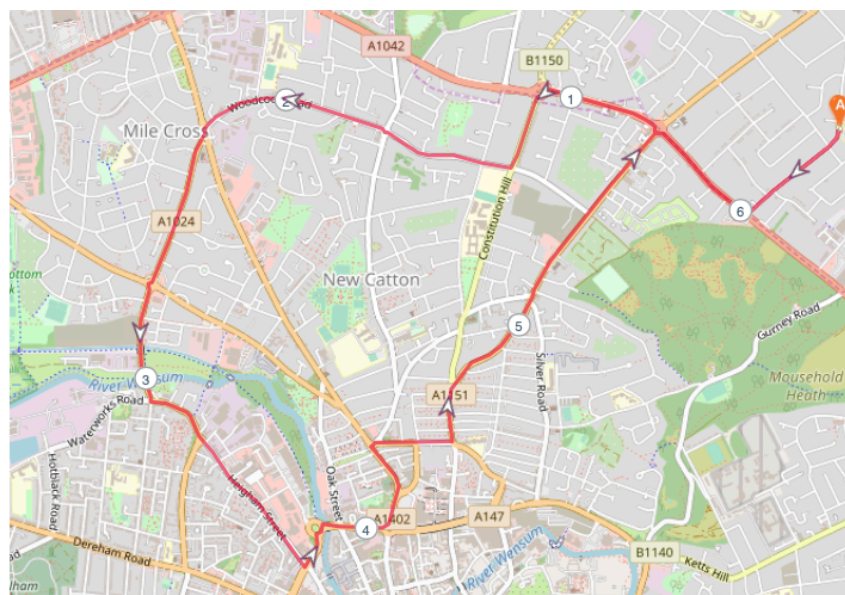 A1042
B1150
1
A
2
Woodcock Road
Mile Cross
6
A1024
Constitution Hill
New Catton
Gurney Road
5
River Wensum
3
Silver Road
Mousehold
Heath
A1151
Waterworks Road
Hotblack Road
Heigham Street
Oak Street
4
A1402
A147
Dereham Road
River Wensum
B1140
Ketts Hill